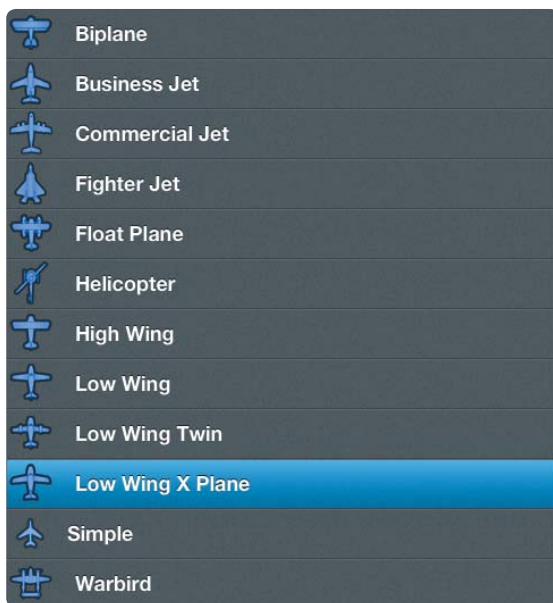 Biplane
Business Jet
Commercial Jet
Fighter Jet
Float Plane
Helicopter
High Wing
Low Wing
Low Wing Twin
Low Wing X Plane
Simple
Warbird